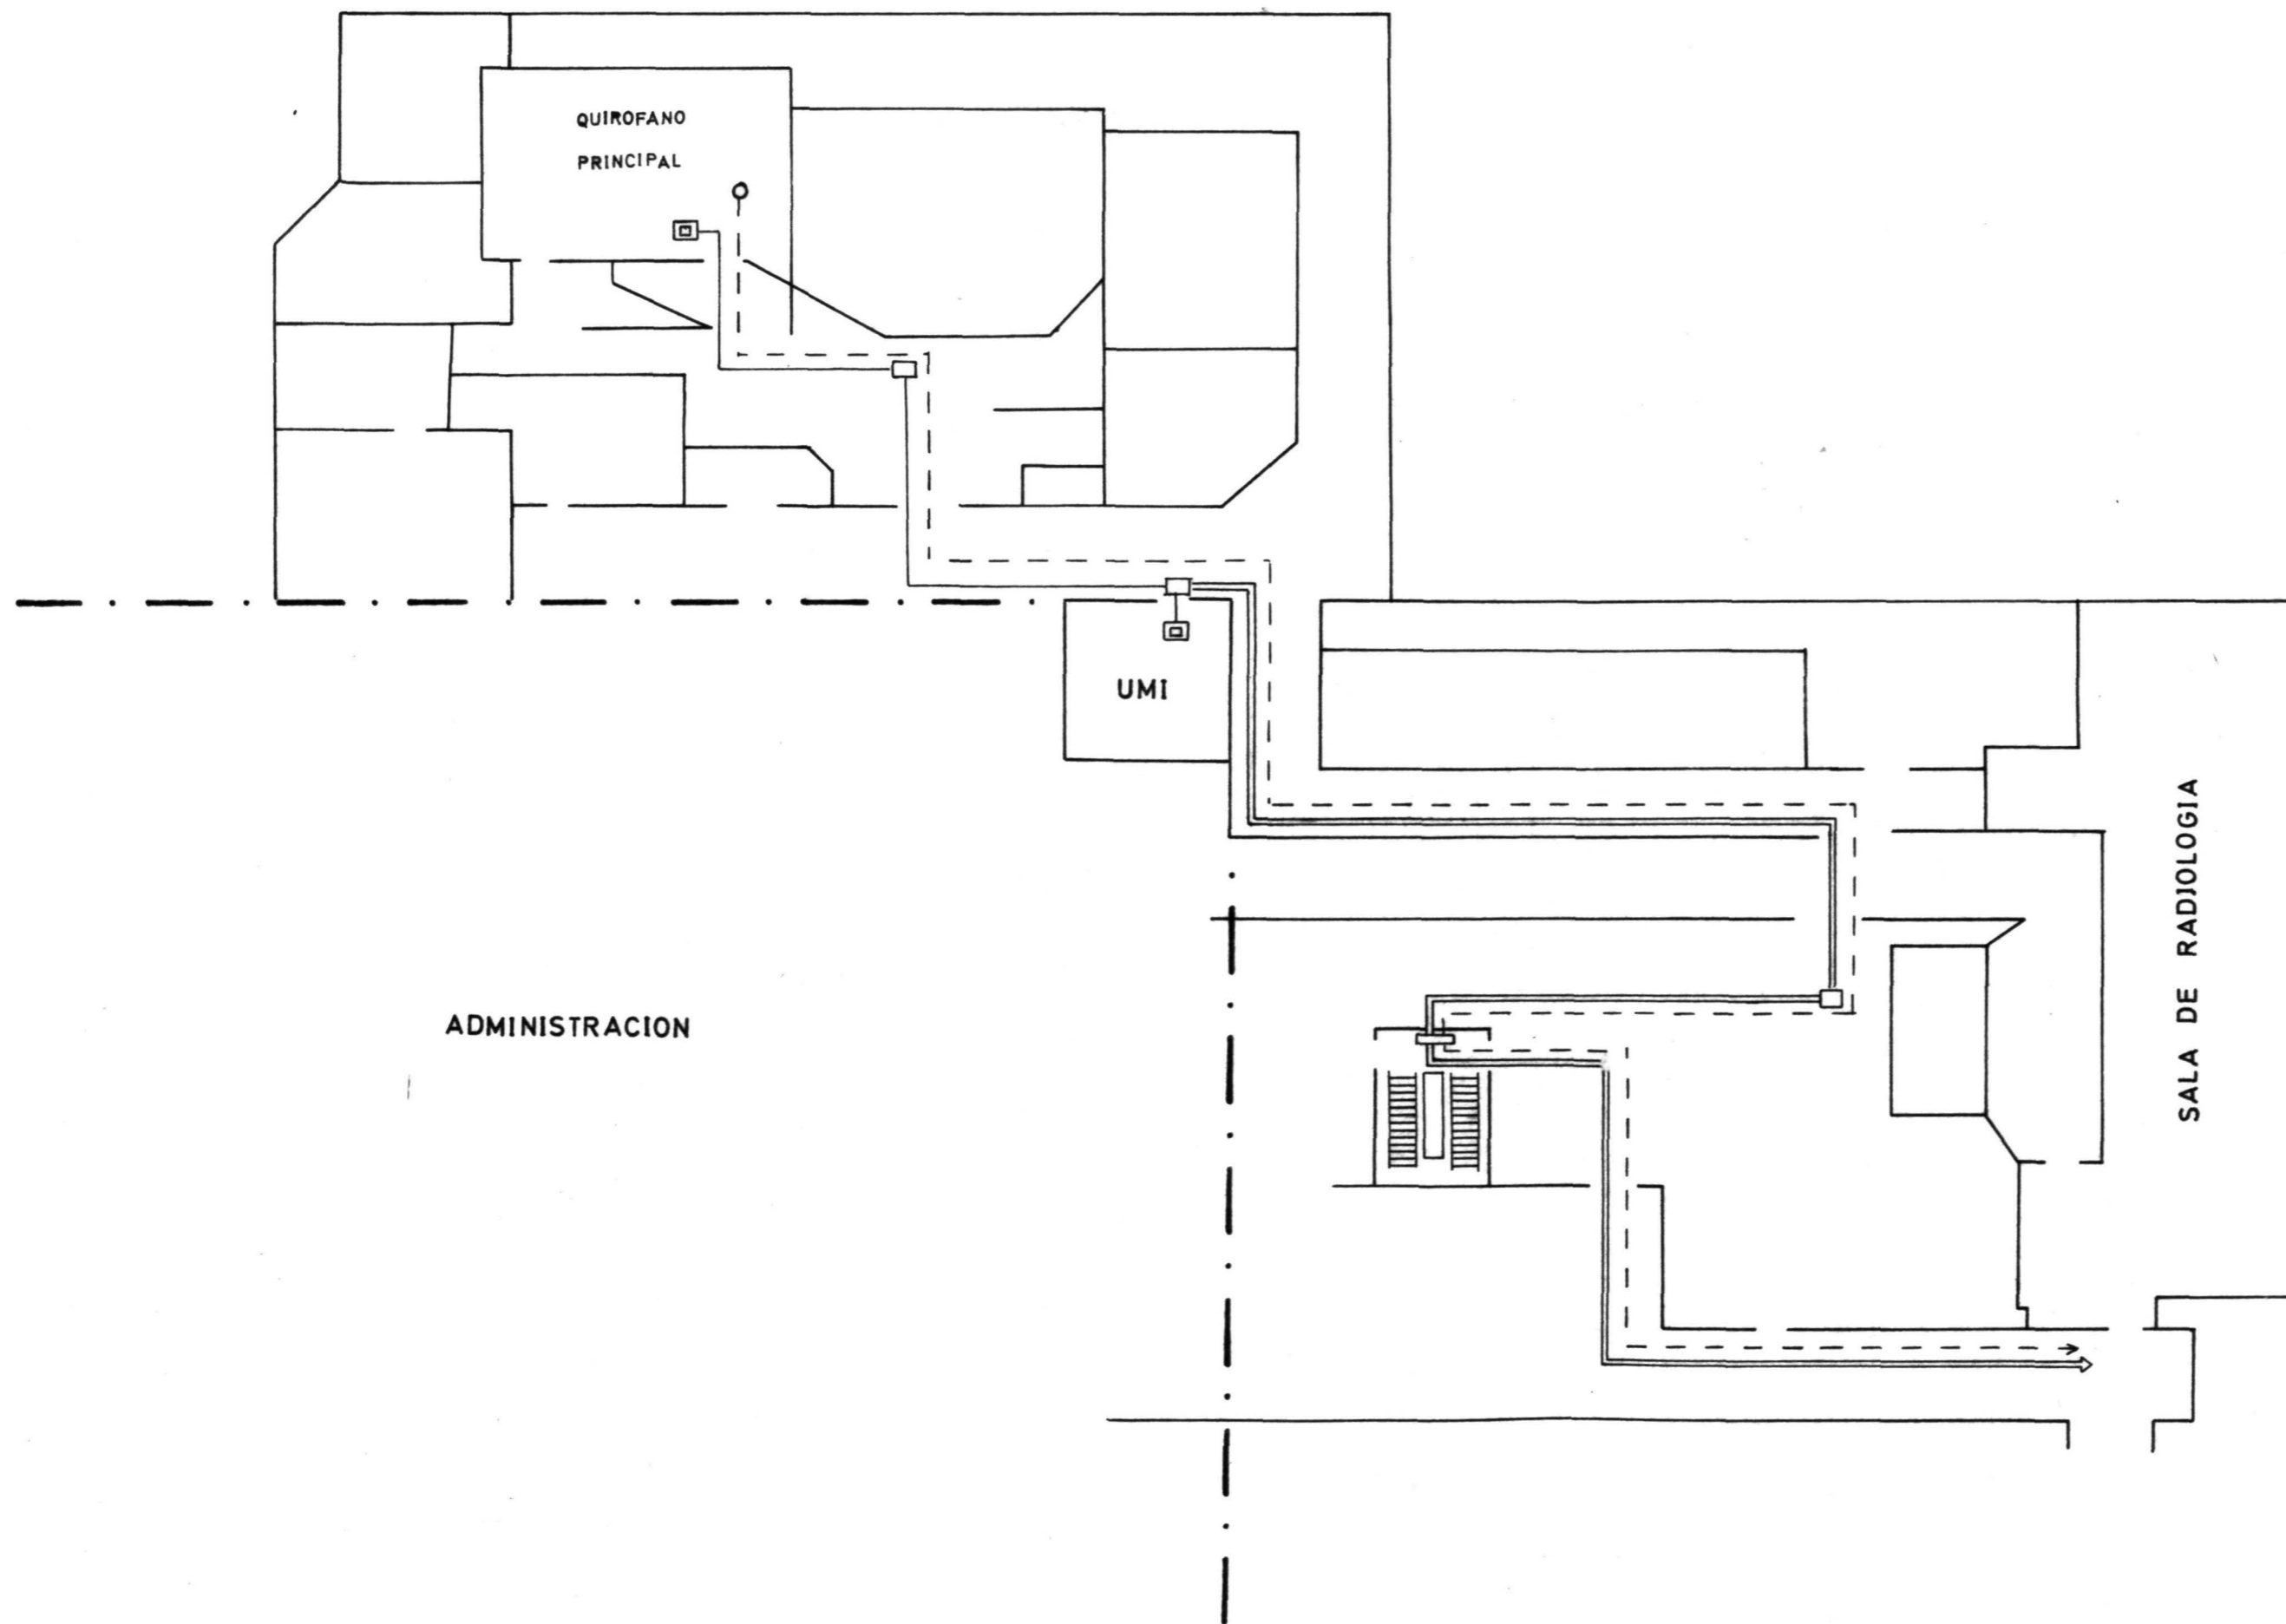 QUIROFANO
PRINCIPAL
UMI
SALA DE RADIOLOGIA
ADMINISTRACION